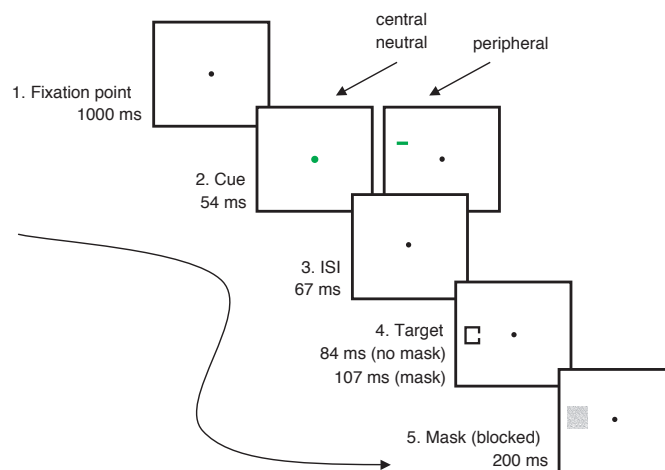 central
neutral
peripheral
1. Fixation point
1000 ms
2. Cue
54 ms
3. ISI
67 ms
4. Target
84 ms (no mask)
107 ms (mask)
5. Mask (blocked)
200 ms